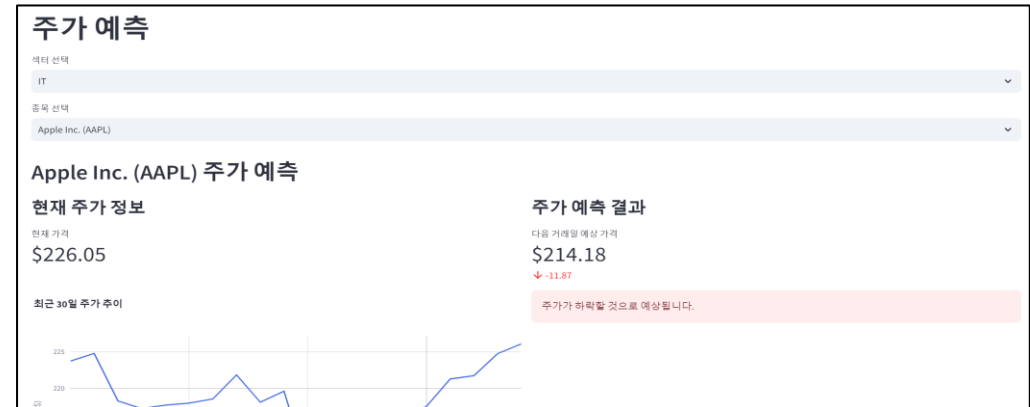 주가 예측
섹터 선택
IT
종목 선택
Apple Inc. (AAPL)
Apple Inc. (AAPL) 주가 예측
현재 주가 정보
현재 가격
$226.05
최근 30일 주가 추이
225
220
주가 예측 결과
다음 거래일 예상 가격
$214.18
↓ -11.87
주가가 하락할 것으로 예상됩니다.